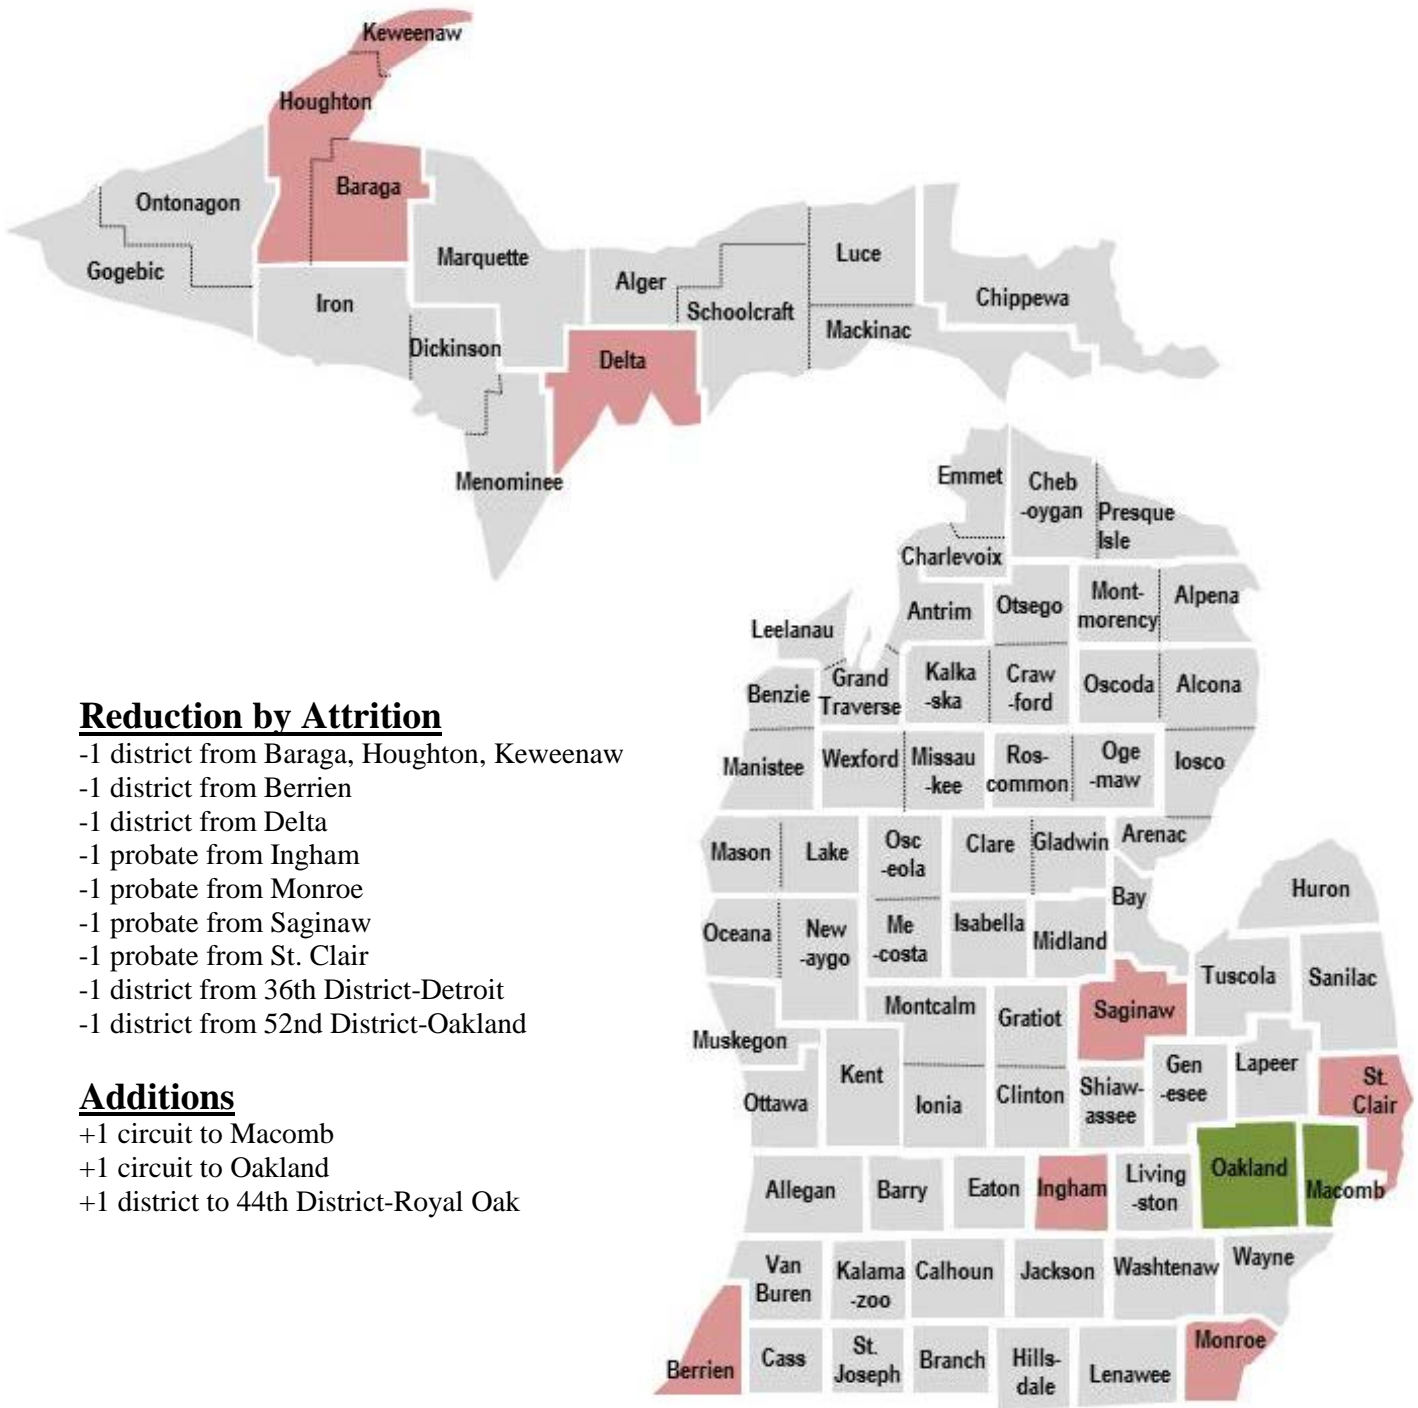 Keweenaw
Houghton
Baraga
Ontonagon
Gogebic
Marquette
Iron
Dickinson
Menominee
Alger
Delta
Schoolcraft
Luce
Mackinac
Chippewa
Emmet
Cheb
-oygan
Presque
Isle
Charlevoix
Leelanau
Antrim
Otsego
Mont-
morency
Alpena
Benzie
Grand
Traverse
Kalka
-ska
Craw
-ford
Oscoda
Alcona
Manistee
Wexford
Missau
-kee
Ros-
common
Oge
-maw
Iosco
Mason
Lake
Osc
-eola
Clare
Gladwin
Arenac
Oceana
New
-aygo
Me
-costa
Isabella
Midland
Bay
Huron
Muskegon
Montcalm
Gratiot
Saginaw
Tuscola
Sanilac
Ottawa
Kent
Ionia
Clinton
Shiaw-
assee
Gen
-esee
Lapeer
St.
Clair
Allegan
Barry
Eaton
Ingham
Living
-ston
Oakland
Macomb
Van
Buren
Kalama
-zoo
Calhoun
Jackson
Washtenaw
Wayne
Berrien
Cass
St.
Joseph
Branch
Hills-
dale
Lenawee
Monroe
Reduction by Attrition
-1 district from Baraga, Houghton, Keweenaw
-1 district from Berrien
-1 district from Delta
-1 probate from Ingham
-1 probate from Monroe
-1 probate from Saginaw
-1 probate from St. Clair
-1 district from 36th District-Detroit
-1 district from 52nd District-Oakland
Additions
+1 circuit to Macomb
+1 circuit to Oakland
+1 district to 44th District-Royal Oak